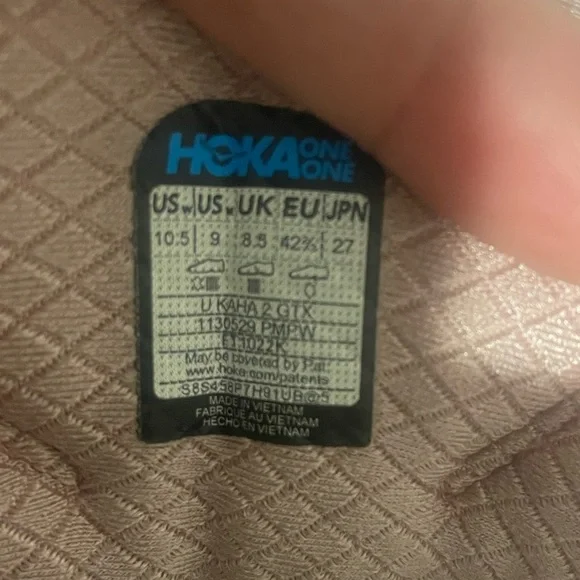 HOKA ONE ONE
US w US M UK EU JPN
10.5 9 8.5 42⅔ 27
U KAHA 2 GTX
1130529 PMPW
F11022K
May be covered by Pat.
www.hoka.com/patents
MADE IN VIETNAM
FABRIQUÉ AU VIETNAM
HECHO EN VIETNAM